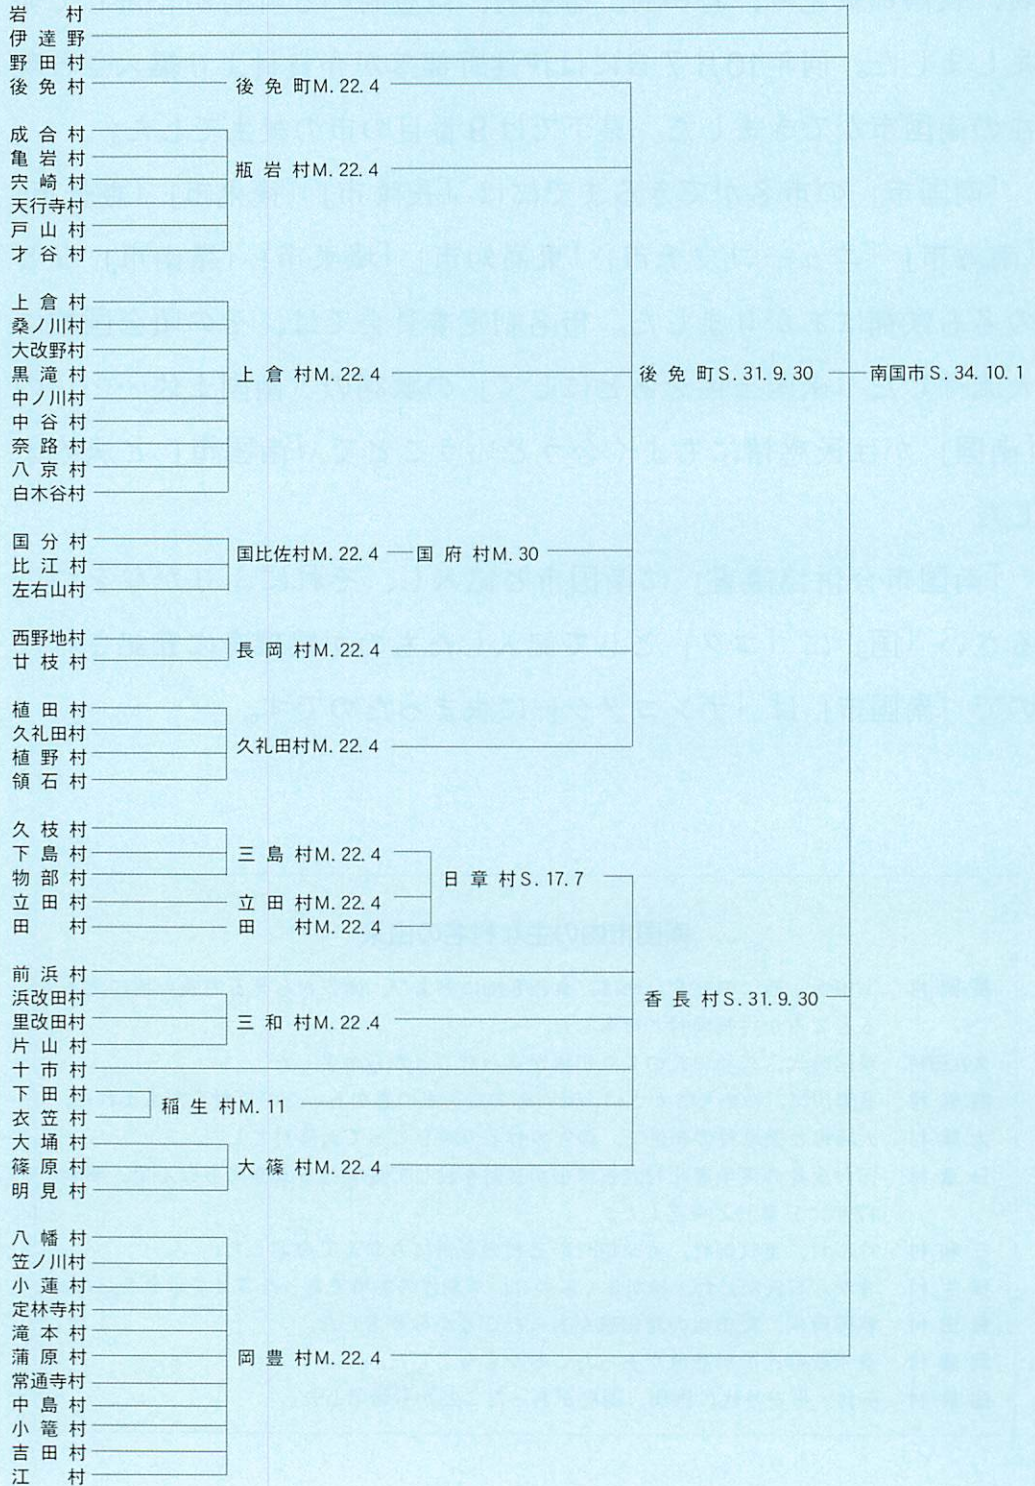 岩村
伊達野
野田村
後免村 後免町M.22.4
成合村
亀岩村
瓶岩村M.22.4
宍崎村
天行寺村
戸山村
才谷村
上倉村
桑ノ川村
大改野村
黒滝村 上倉村M.22.4 後免町S.31.9.30 南国市S.34.10.1
中ノ川村
中谷村
奈路村
八京村
白木谷村
国分村
国比佐村M.22.4 国府村M.30
比江村
左右山村
西野地村
長岡村M.22.4
廿枝村
植田村
久礼田村
久礼田村M.22.4
植野村
領石村
久枝村
下島村 三島村M.22.4
物部村 日章村S.17.7
立田村 立田村M.22.4
田村 田村M.22.4
前浜村
浜改田村 香長村S.31.9.30
里改田村 三和村M.22.4
片山村
十市村
下田村
稲生村M.11
衣笠村
大埇村
篠原村 大篠村M.22.4
明見村
八幡村
笠ノ川村
小蓮村
定林寺村
滝本村
蒲原村 岡豊村M.22.4
常通寺村
中島村
小篭村
吉田村
江村